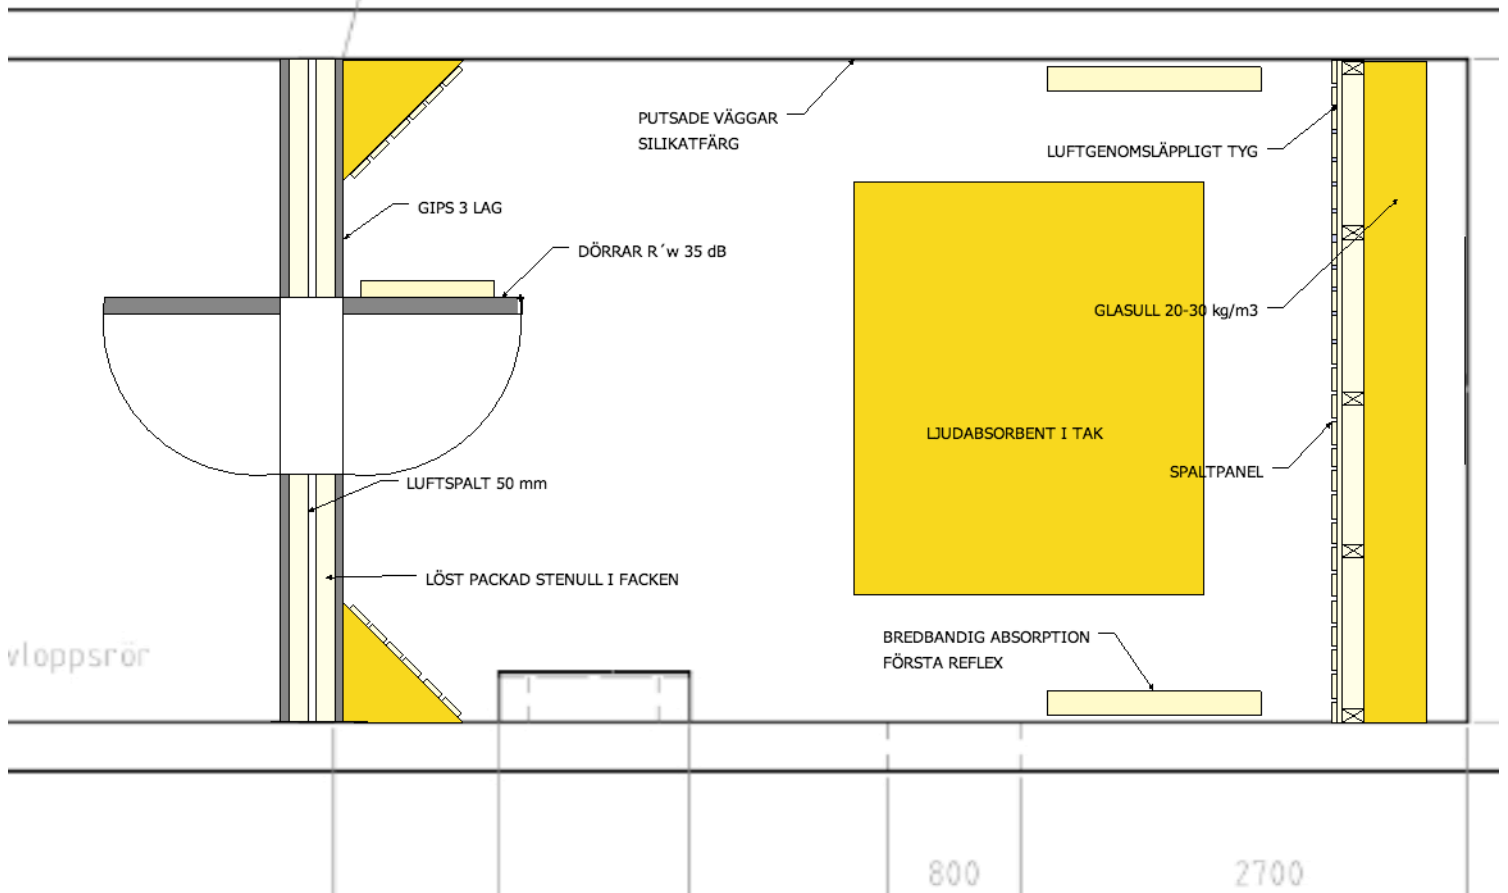 PUTSADE VÄGGAR
SILIKATFÄRG
LUFTGENOMSLÄPPLIGT TYG
GIPS 3 LAG
DÖRRAR R´w 35 dB
GLASULL 20-30 kg/m3
LJUDABSORBENT I TAK
SPALTPANEL
LUFTSPALT 50 mm
LÖST PACKAD STENULL I FACKEN
BREDBANDIG ABSORPTION
FÖRSTA REFLEX
vloppsrör
800
2700